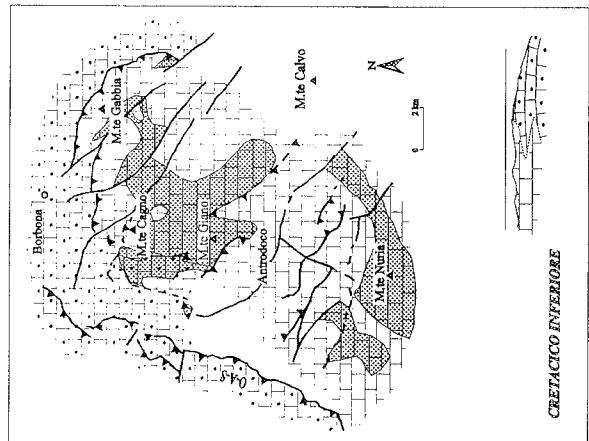 Borbona
M.te Gabbia
M.te Cagno
M.te Giano
M.te Calvo
Antrodoco
M.te Nuria
O-A-S
N
0 2 km
CRETACICO INFERIORE